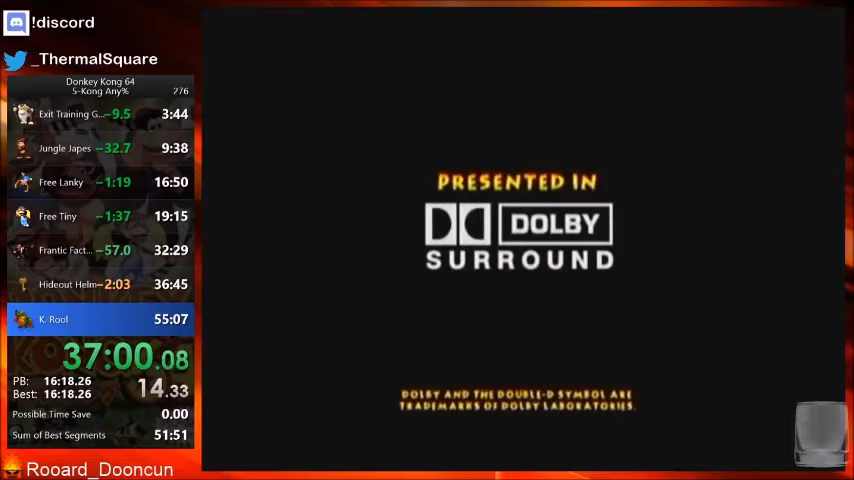 !discord
_ThermalSquare
Donkey Kong 64
5-Kong Any% 276
Exit Training G... -9.5 3:44
Jungle Japes -32.7 9:38
Free Lanky -1:19 16:50
Free Tiny -1:37 19:15
Frantic Fact... -57.0 32:29
Hideout Helm -2:03 36:45
K. Rool 55:07
37:00.08
PB: 16:18.26 14.33
Best: 16:18.26
Possible Time Save 0.00
Sum of Best Segments 51:51
Rooard_Dooncun
PRESENTED IN
DOLBY
SURROUND
DOLBY AND THE DOUBLE-D SYMBOL ARE
TRADEMARKS OF DOLBY LABORATORIES.